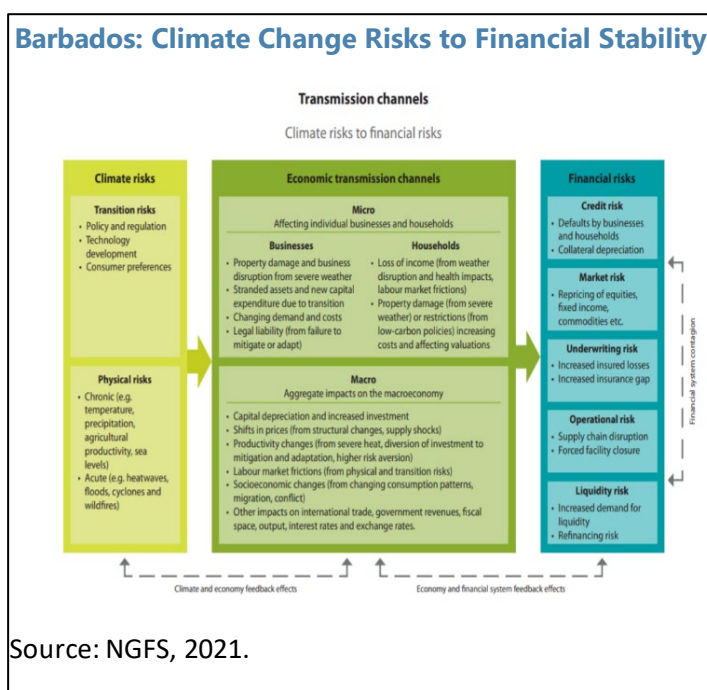 Barbados: Climate Change Risks to Financial Stability
Transmission channels
Climate risks to financial risks
Climate risks
Transition risks
• Policy and regulation
• Technology
development
• Consumer preferences
Physical risks
• Chronic (e.g.
temperature,
precipitation,
agricultural
productivity, sea
levels)
• Acute (e.g. heatwaves,
floods, cyclones and
wildfires)
Economic transmission channels
Micro
Affecting individual businesses and households
Businesses
• Property damage and business
disruption from severe weather
• Stranded assets and new capital
expenditure due to transition
• Changing demand and costs
• Legal liability (from failure to
mitigate or adapt)
Households
• Loss of income (from weather
disruption and health impacts,
labour market frictions)
• Property damage (from severe
weather) or restrictions (from
low-carbon policies) increasing
costs and affecting valuations
Macro
Aggregate impacts on the macroeconomy
• Capital depreciation and increased investment
• Shifts in prices (from structural changes, supply shocks)
• Productivity changes (from severe heat, diversion of investment to
mitigation and adaptation, higher risk aversion)
• Labour market frictions (from physical and transition risks)
• Socioeconomic changes (from changing consumption patterns,
migration, conflict)
• Other impacts on international trade, government revenues, fiscal
space, output, interest rates and exchange rates.
Financial risks
Credit risk
• Defaults by businesses
and households
• Collateral depreciation
Market risk
• Repricing of equities,
fixed income,
commodities etc.
Underwriting risk
• Increased insured losses
• Increased insurance gap
Operational risk
• Supply chain disruption
• Forced facility closure
Liquidity risk
• Increased demand for
liquidity
• Refinancing risk
Financial system contagion
Climate and economy feedback effects
Economy and financial system feedback effects
Source: NGFS, 2021.